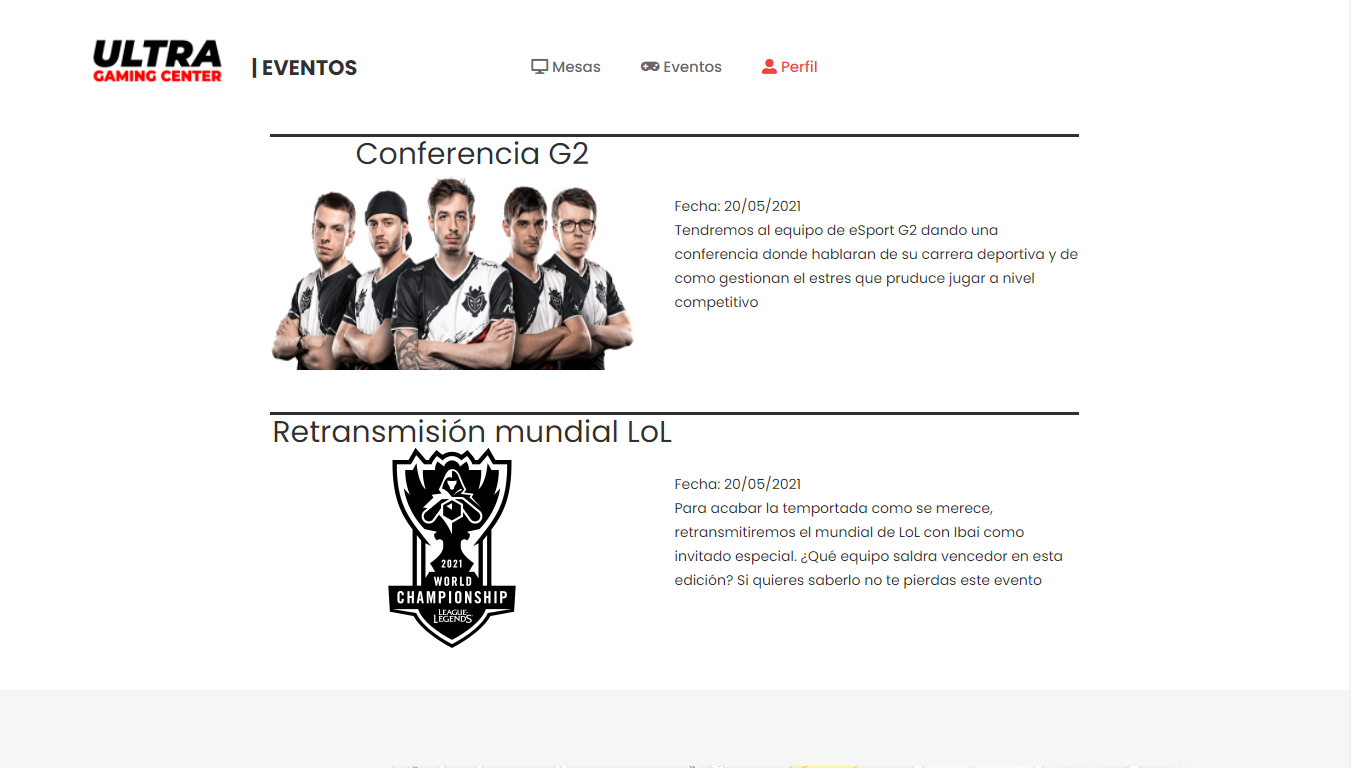 ULTRA
GAMING CENTER
| EVENTOS
Mesas
Eventos
Perfil
Conferencia G2
Fecha: 20/05/2021
Tendremos al equipo de eSport G2 dando una
conferencia donde hablaran de su carrera deportiva y de
como gestionan el estres que pruduce jugar a nivel
competitivo
Retransmisión mundial LoL
2021
WORLD
CHAMPIONSHIP
LEAGUE
LEGENDS
Fecha: 20/05/2021
Para acabar la temportada como se merece,
retransmitiremos el mundial de LoL con Ibai como
invitado especial. ¿Qué equipo saldra vencedor en esta
edición? Si quieres saberlo no te pierdas este evento